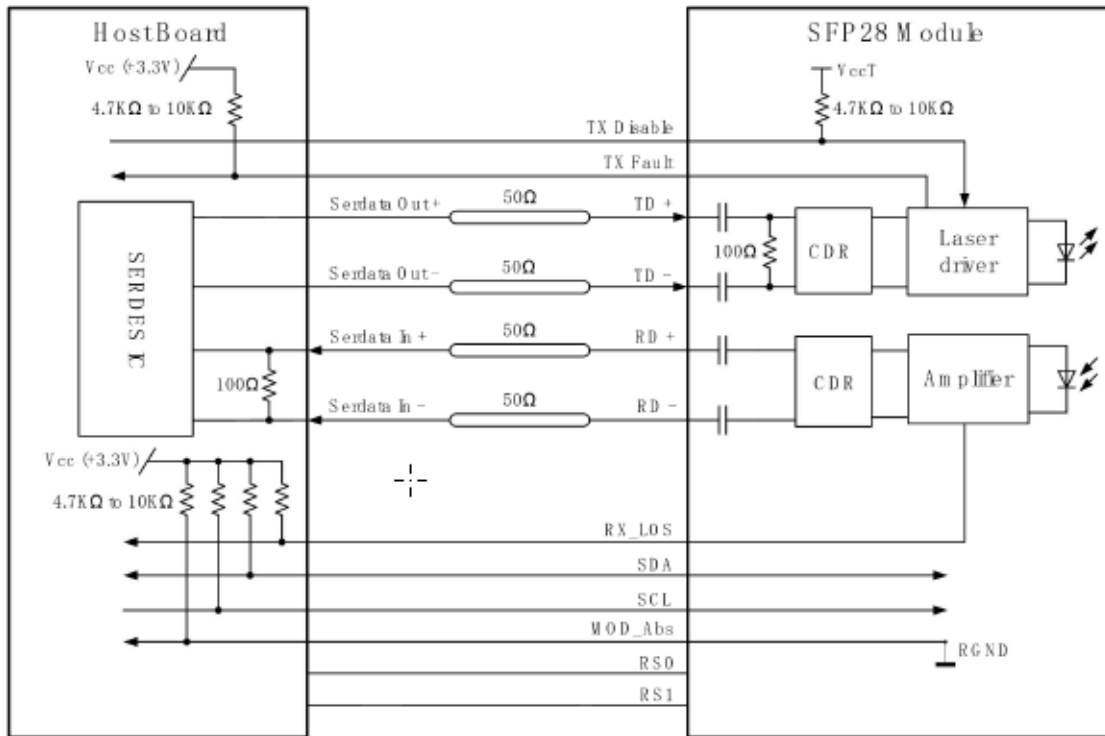 HostBoard
SFP28 Module
Vcc (+3.3V)
VccT
4.7KΩ to 10KΩ
4.7KΩ to 10KΩ
TX Disable
TX Fault
Serdata Out+
50Ω
TD +
SERDES IC
100Ω
CDR
Laser
driver
Serdata Out-
50Ω
TD -
Serdata In +
50Ω
RD +
100Ω
CDR
Amplifier
Serdata In -
50Ω
RD -
Vcc (+3.3V)
4.7KΩ to 10KΩ
RX_LOS
SDA
SCL
MOD_Abs
RGND
RS0
RS1